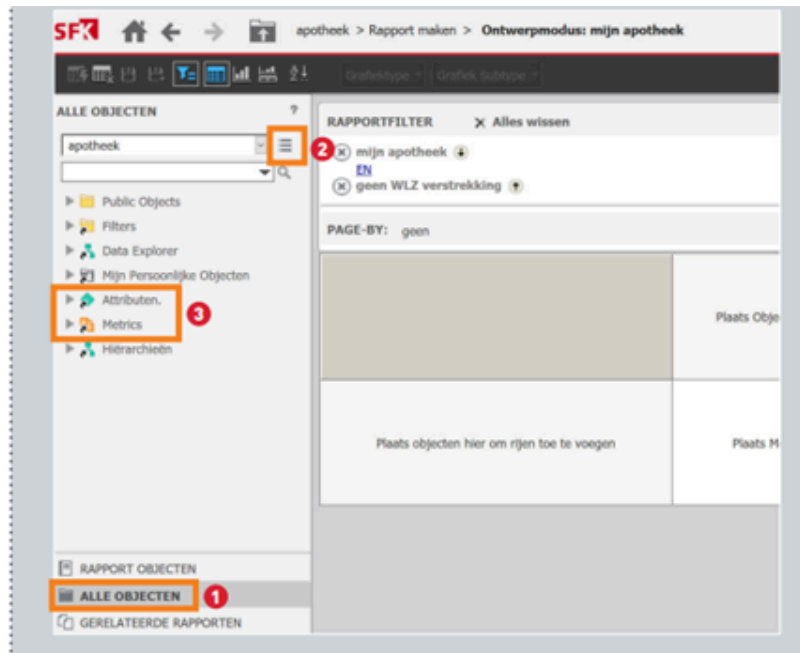 SFK
apotheek > Rapport maken > Ontwerpmodus: mijn apotheek
Grafiektype
Grafiek Subtype
ALLE OBJECTEN
?
apotheek
Public Objects
Filters
Data Explorer
Mijn Persoonlijke Objecten
Attributen.
Metrics
3
Hiërarchieën
RAPPORT OBJECTEN
ALLE OBJECTEN
1
GERELATEERDE RAPPORTEN
RAPPORTFILTER
Alles wissen
2
mijn apotheek
EN
geen WLZ verstrekking
PAGE-BY: geen
Plaats Obje
Plaats objecten hier om rijen toe te voegen
Plaats M